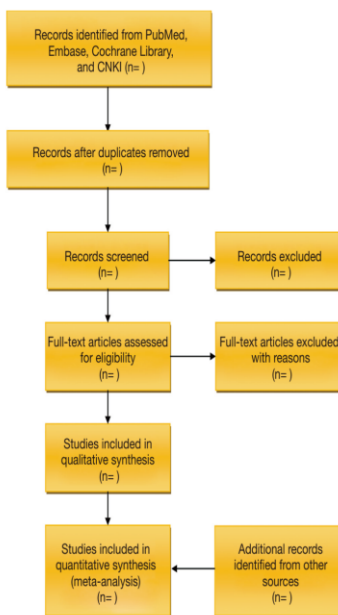 Records identified from PubMed,
Embase, Cochrane Library,
and CNKI (n= )
Records after duplicates removed
(n= )
Records screened
(n= )
Records excluded
(n= )
Full-text articles assessed
for eligibility
(n= )
Full-text articles excluded
with reasons
(n= )
Studies included in
qualitative synthesis
(n= )
Studies included in
quantitative synthesis
(meta-analysis)
(n= )
Additional records
identified from other
sources
(n= )